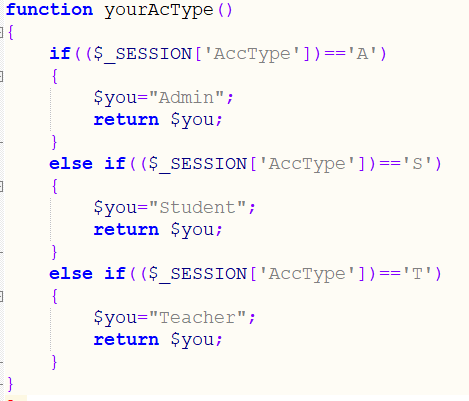 function yourAcType()
{
    if(($_SESSION['AccType'])=='A')
    {
        $you="Admin";
        return $you;
    }
    else if(($_SESSION['AccType'])=='S')
    {
        $you="Student";
        return $you;
    }
    else if(($_SESSION['AccType'])=='T')
    {
        $you="Teacher";
        return $you;
    }
}